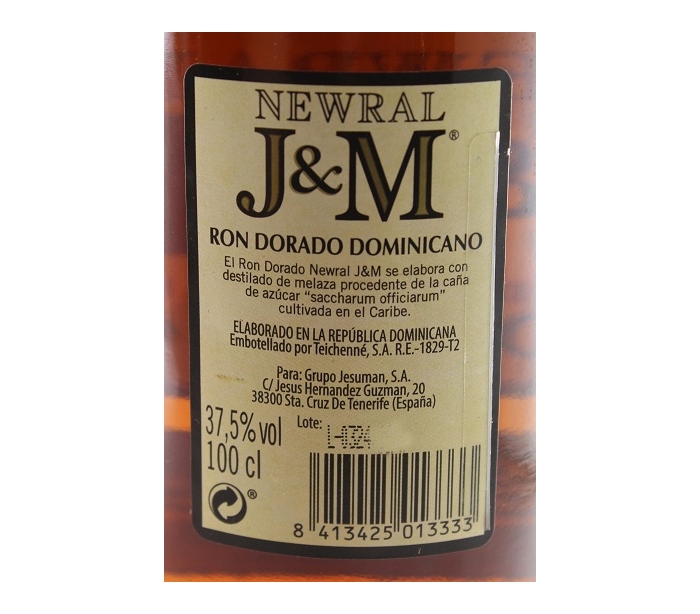 NEWRAL
J&M®
RON DORADO DOMINICANO
El Ron Dorado Newral J&M se elabora con
destilado de melaza procedente de la caña
de azúcar "saccharum officiarum"
cultivada en el Caribe.
ELABORADO EN LA REPÚBLICA DOMINICANA
Embotellado por Teichenné, S.A. R.E.-1829-T2
Para: Grupo Jesuman, S.A.
C/ Jesus Hernandez Guzman, 20
38300 Sta. Cruz De Tenerife (España)
37,5% vol
100 cl
®
Lote:
L-0324
8 413425 013333